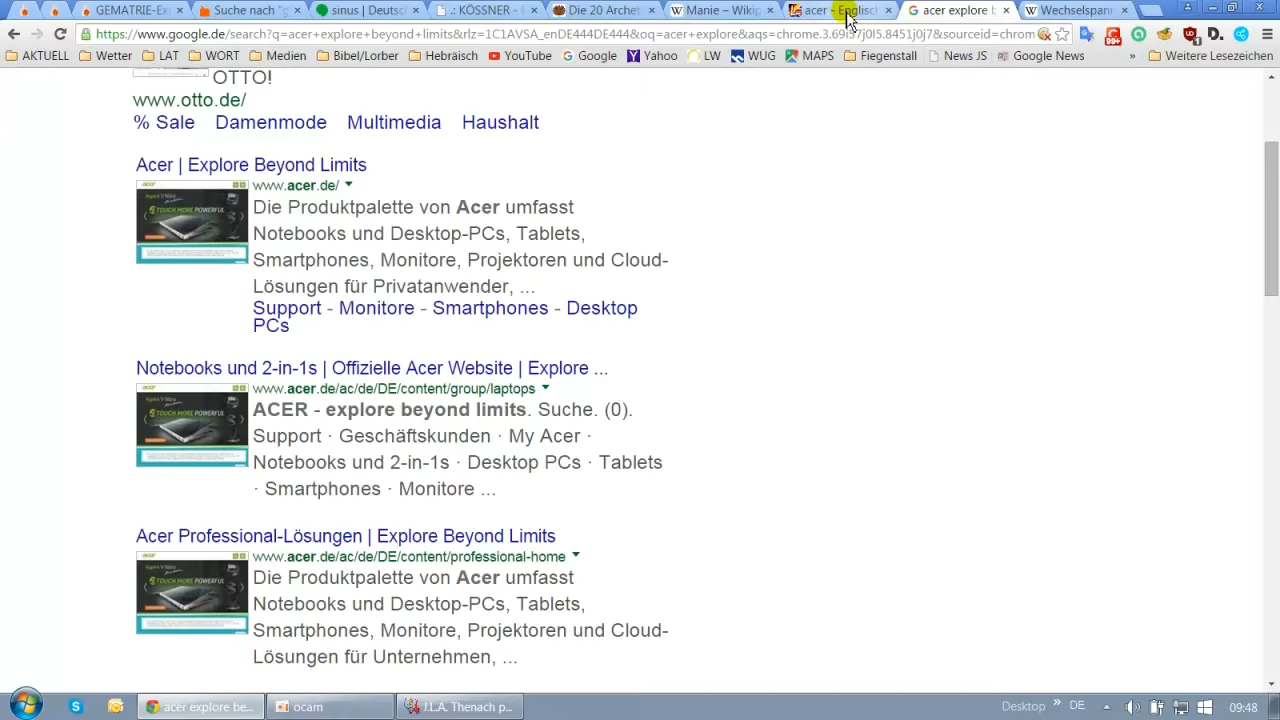 GEMATRIE-Ex
Suche nach "g
sinus | Deutsc
.: KÖSSNER - 
Die 20 Archet
Manie – Wikip
acer - Englisc
acer explore b
Wechselspann
https://www.google.de/search?q=acer+explore+beyond+limits&rlz=1C1AVSA_enDE444DE444&oq=acer+explore&aqs=chrome.3.69i
j0l5.8451j0j7&sourceid=chrom
99+
AKTUELL
Wetter
WORT
Medien
Bibel/Lorber
Hebräisch
YouTube
Google
Yahoo
LW
WUG
MAPS
Fiegenstall
News JS
Google News
»
Weitere Lesezeichen
OTTO!
www.otto.de/
% Sale Damenmode Multimedia Haushalt
Acer | Explore Beyond Limits
www.acer.de/
Die Produktpalette von Acer umfasst
Notebooks und Desktop-PCs, Tablets,
Smartphones, Monitore, Projektoren und Cloud-
Lösungen für Privatanwender, ...
Support - Monitore - Smartphones - Desktop
PCs
Notebooks und 2-in-1s | Offizielle Acer Website | Explore ...
www.acer.de/ac/de/DE/content/group/laptops
ACER - explore beyond limits. Suche. (0).
Support · Geschäftskunden · My Acer ·
Notebooks und 2-in-1s · Desktop PCs · Tablets
· Smartphones · Monitore ...
Acer Professional-Lösungen | Explore Beyond Limits
www.acer.de/ac/de/DE/content/professional-home
Die Produktpalette von Acer umfasst
Notebooks und Desktop-PCs, Tablets,
Smartphones, Monitore, Projektoren und Cloud-
Lösungen für Unternehmen, ...
acer explore be...
ocam
J.L.A. Thenach p...
Desktop
»
DE
09:48